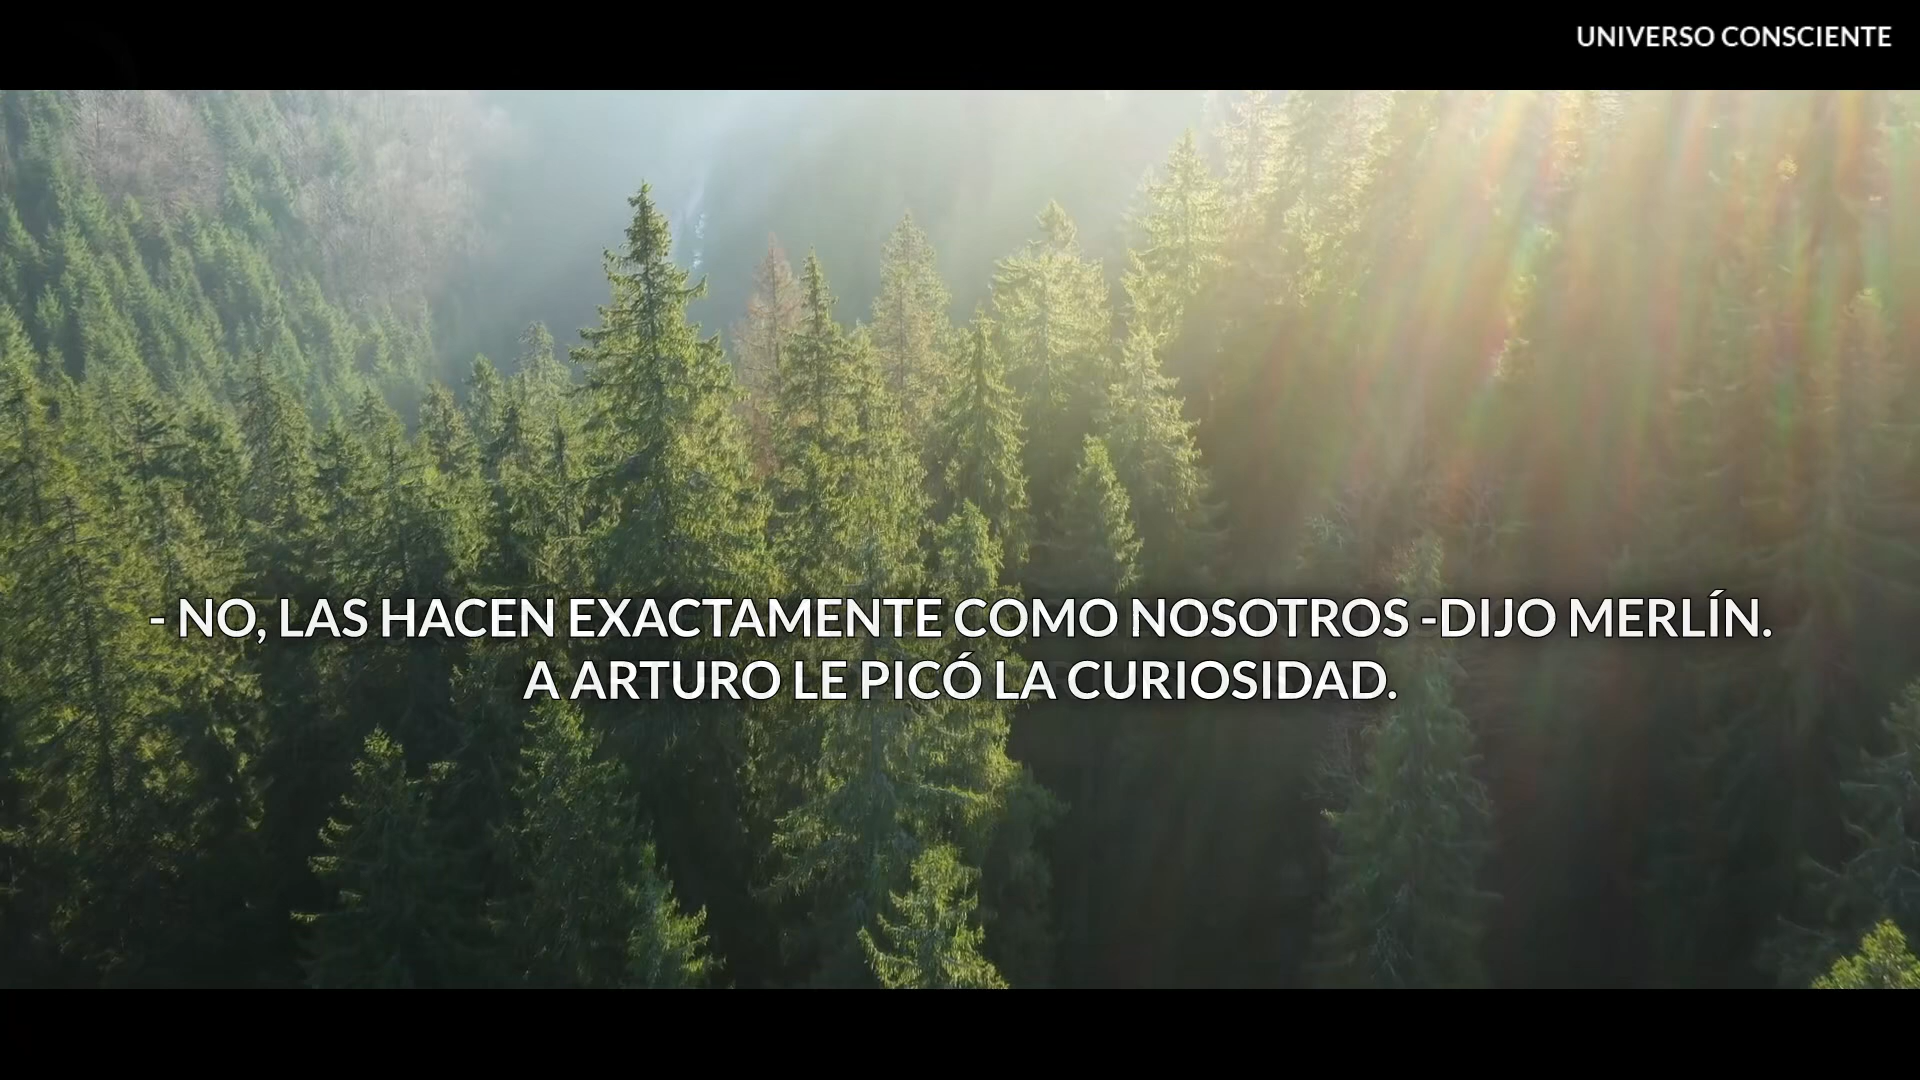 UNIVERSO CONSCIENTE
- NO, LAS HACEN EXACTAMENTE COMO NOSOTROS -DIJO MERLÍN.
A ARTURO LE PICÓ LA CURIOSIDAD.